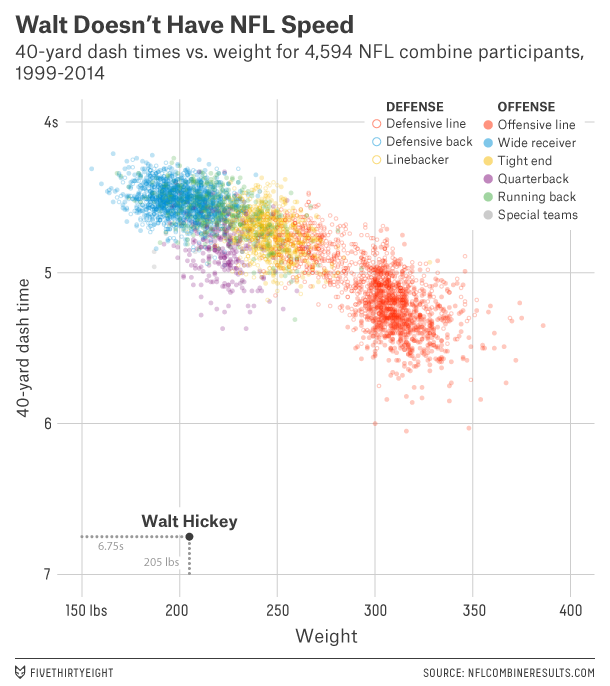 Walt Doesn’t Have NFL Speed
40-yard dash times vs. weight for 4,594 NFL combine participants,
1999-2014
DEFENSE
Defensive line
Defensive back
Linebacker
OFFENSE
Offensive line
Wide receiver
Tight end
Quarterback
Running back
Special teams
4s
5
6
7
40-yard dash time
Walt Hickey
6.75s
205 lbs
150 lbs
200
250
300
350
400
Weight
FIVETHIRTYEIGHT
SOURCE: NFLCOMBINERESULTS.COM